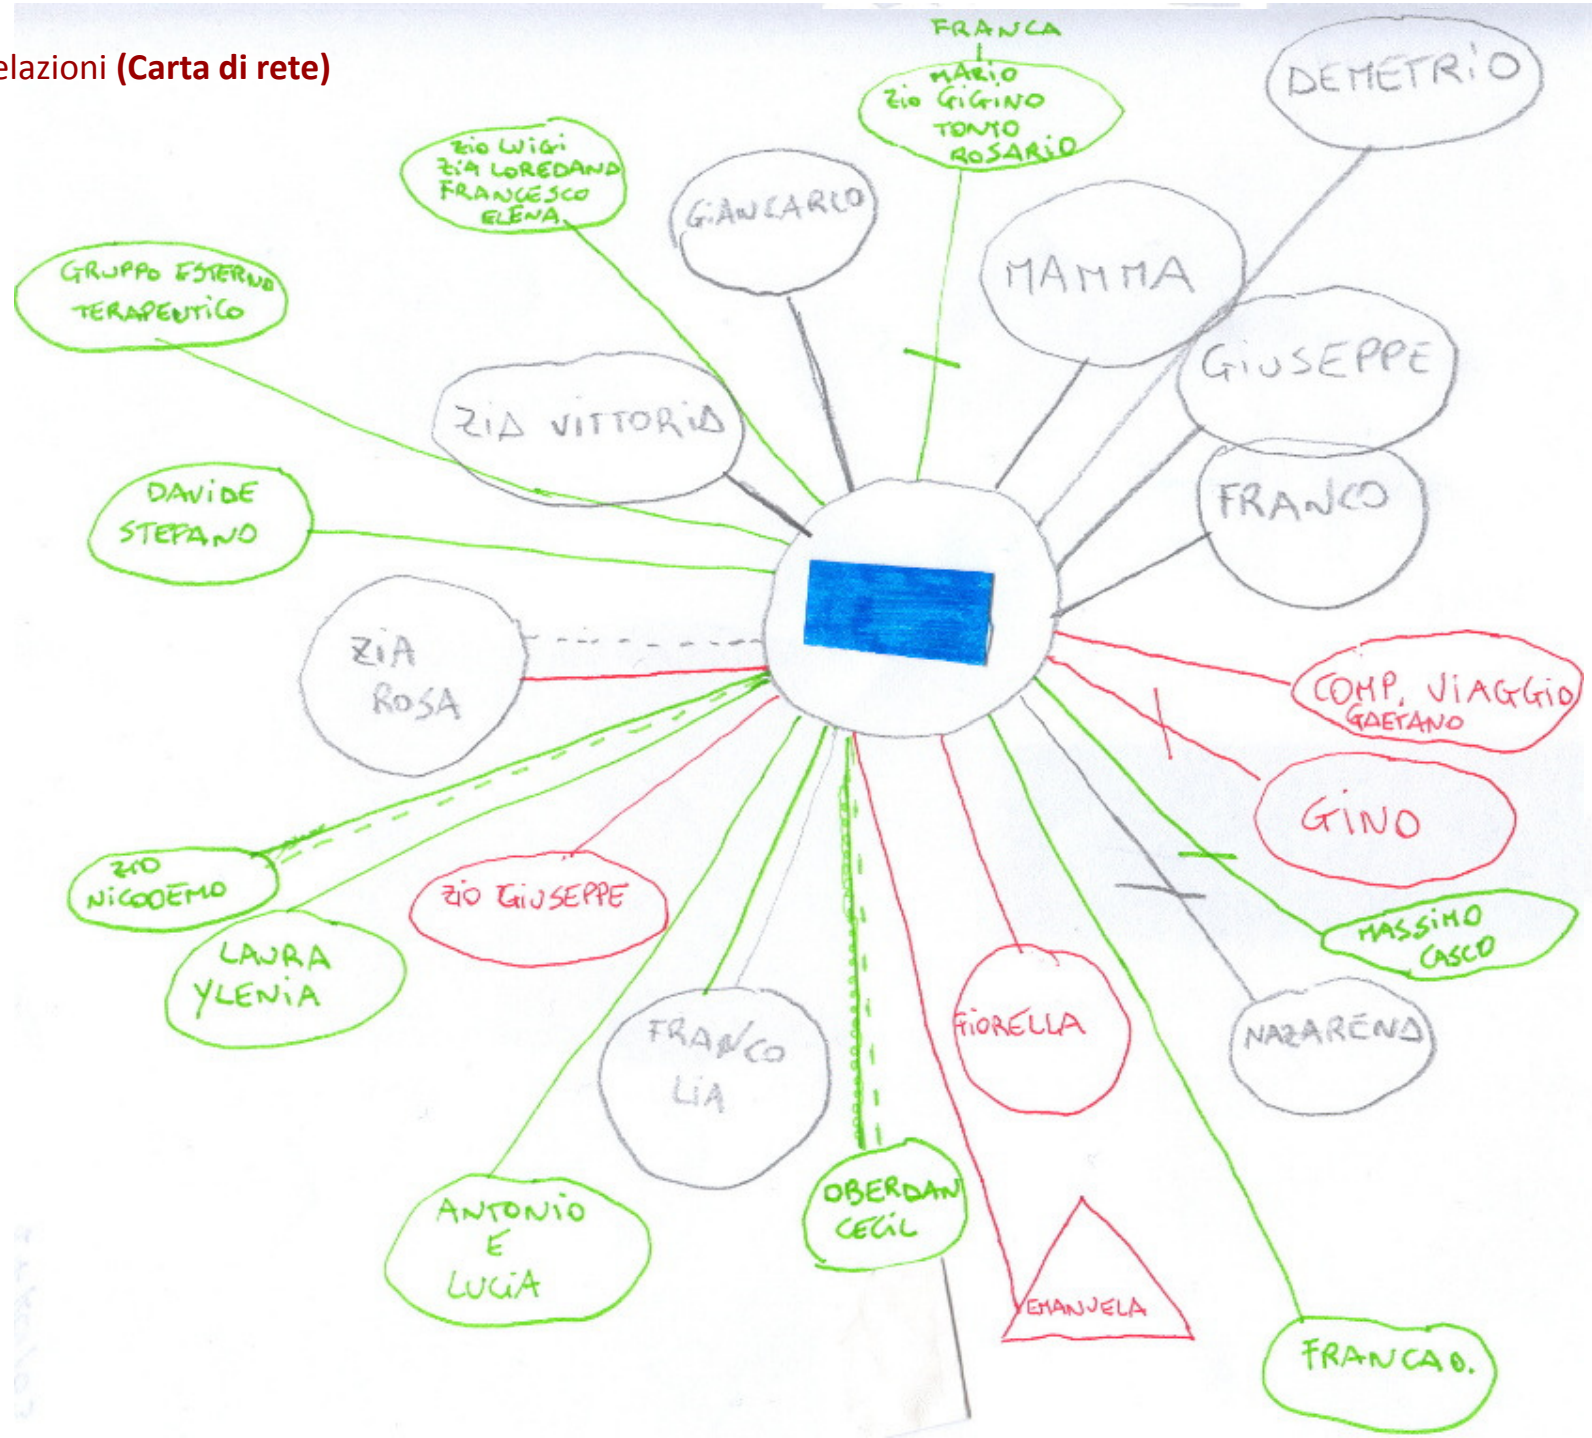 elazioni (Carta di rete)
FRANCA
MARIO
ZIO GIGINO
TONIO
ROSARIO
DEMETRIO
ZIO LUIGI
ZIA LOREDANA
FRANCESCO
ELENA
GIANCARLO
MAMMA
GRUPPO ESTERNO
TERAPEUTICO
GIUSEPPE
ZIA VITTORIA
FRANCO
DAVIDE
STEFANO
ZIA
ROSA
COMP. VIAGGIO
GAETANO
GINO
ZIO
NICODEMO
ZIO GIUSEPPE
MASSIMO
CASCO
LAURA
YLENIA
FRANCO
LIA
FIORELLA
NAZARENA
OBERDAN
CECIL
ANTONIO
E
LUCIA
EMANUELA
FRANCA O.